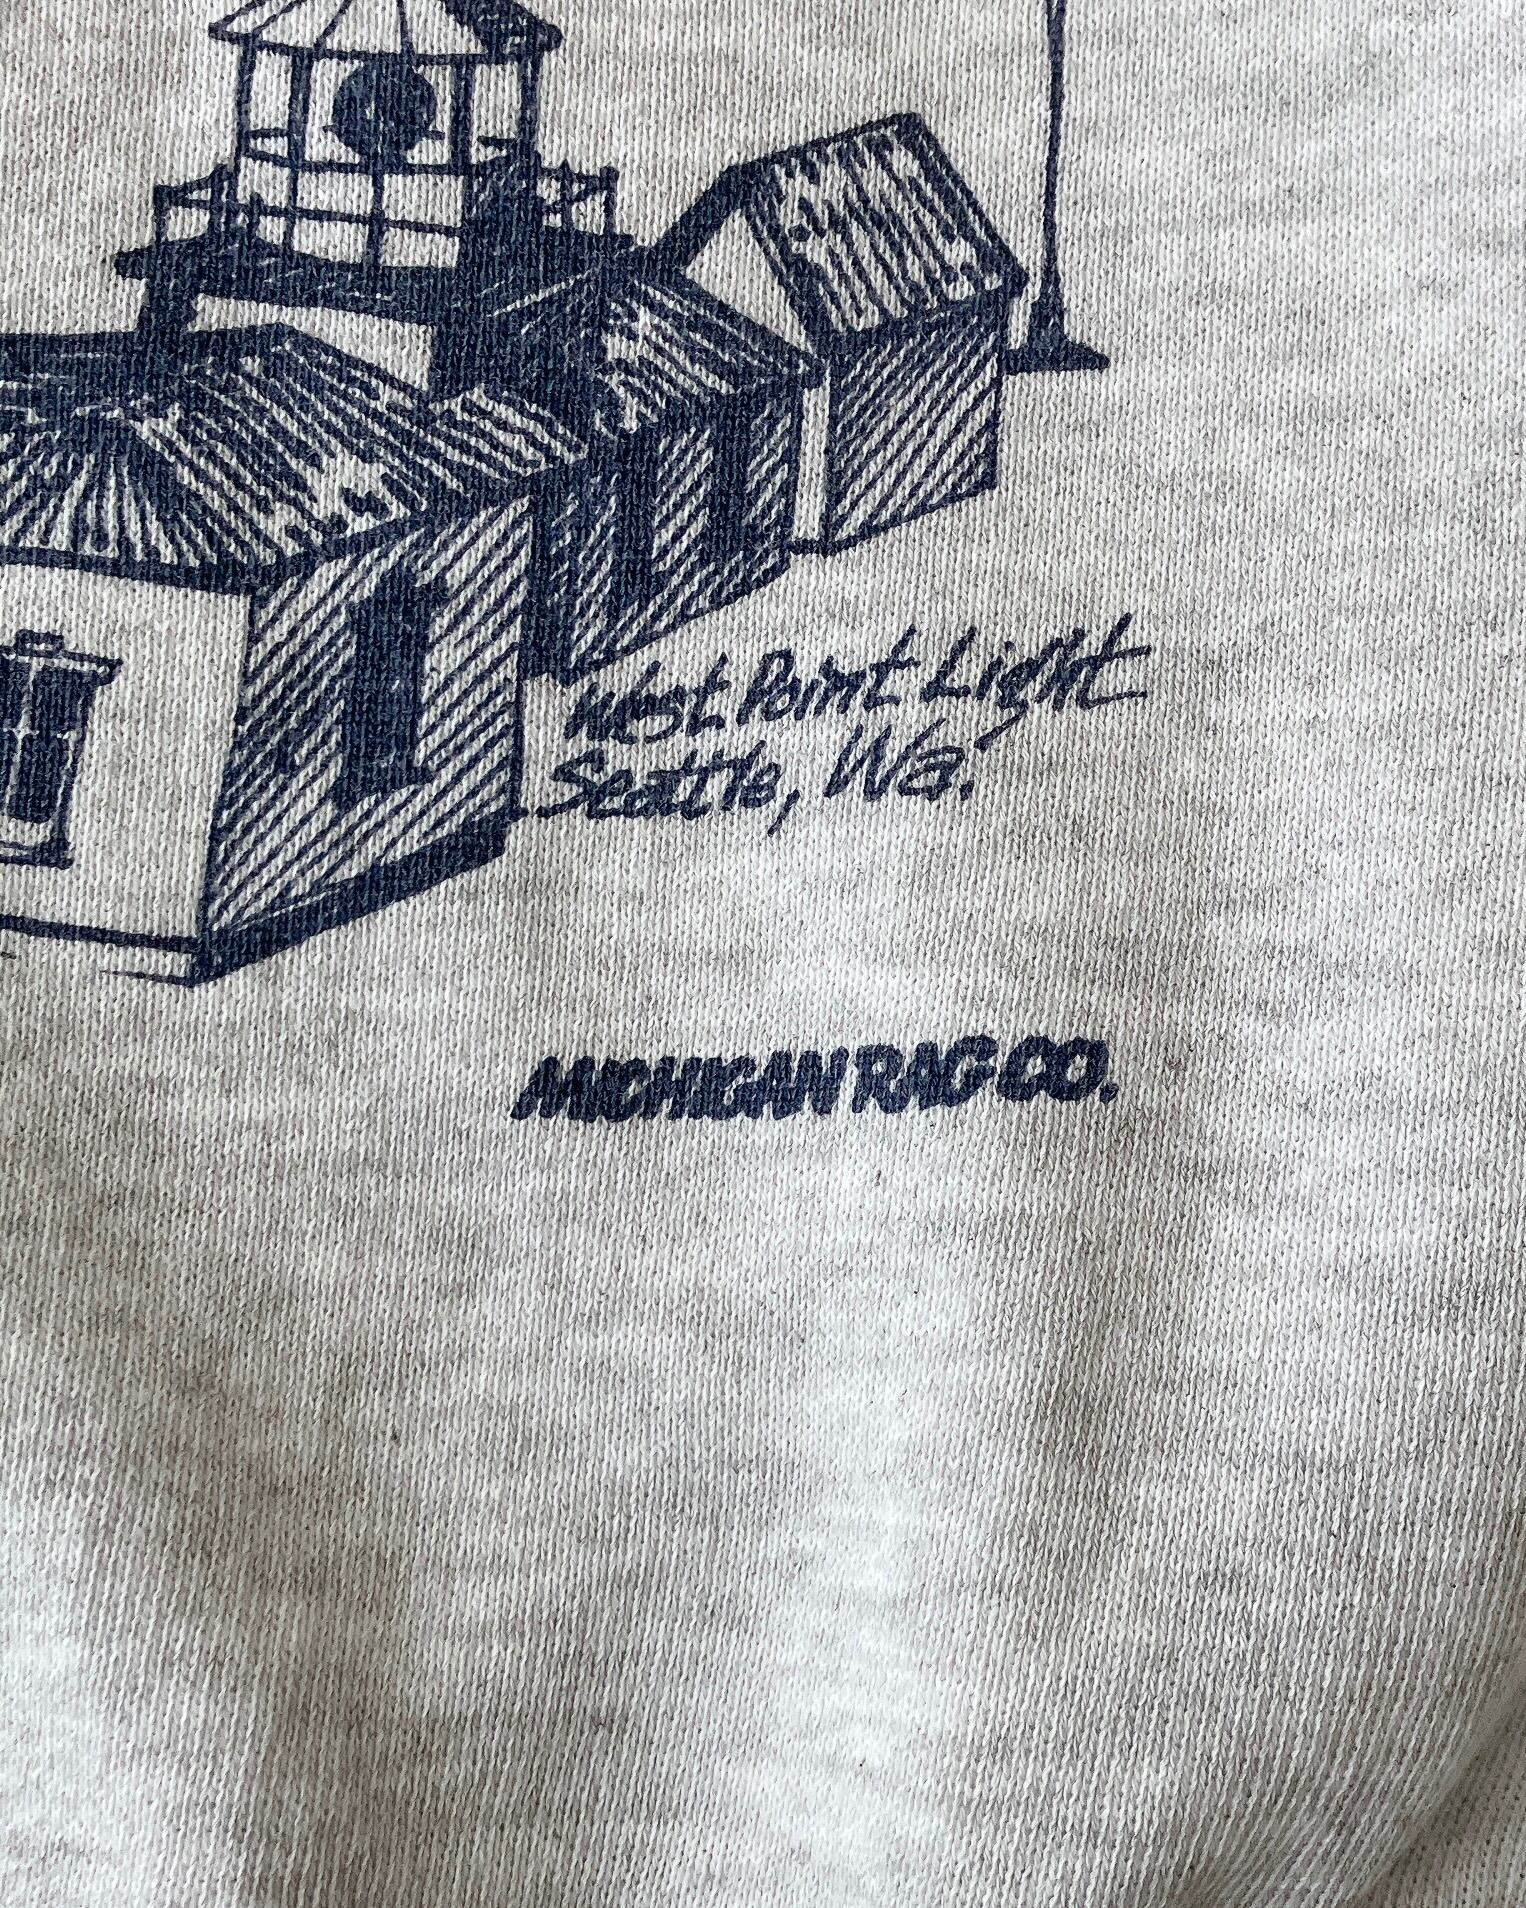 West Point Light
Seattle, Wa.
MICHIGAN RAG CO.